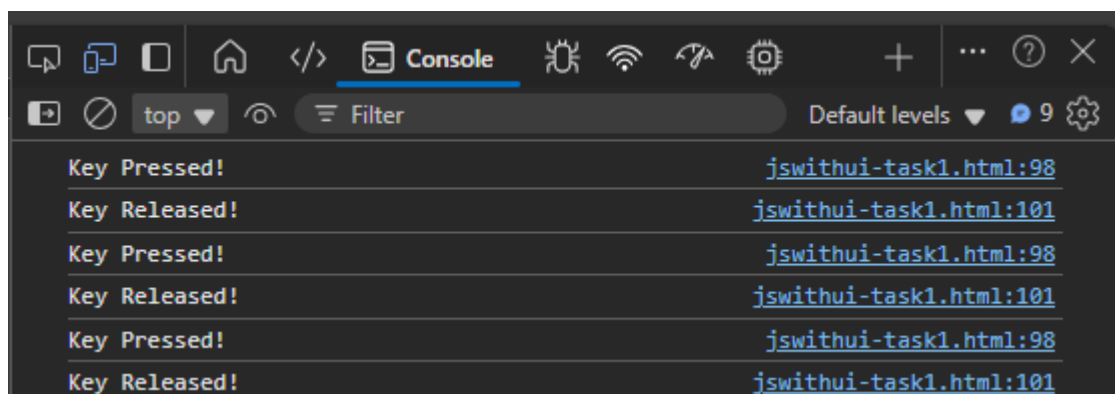 Console
top Filter Default levels 9
Key Pressed! jswithui-task1.html:98
Key Released! jswithui-task1.html:101
Key Pressed! jswithui-task1.html:98
Key Released! jswithui-task1.html:101
Key Pressed! jswithui-task1.html:98
Key Released! jswithui-task1.html:101